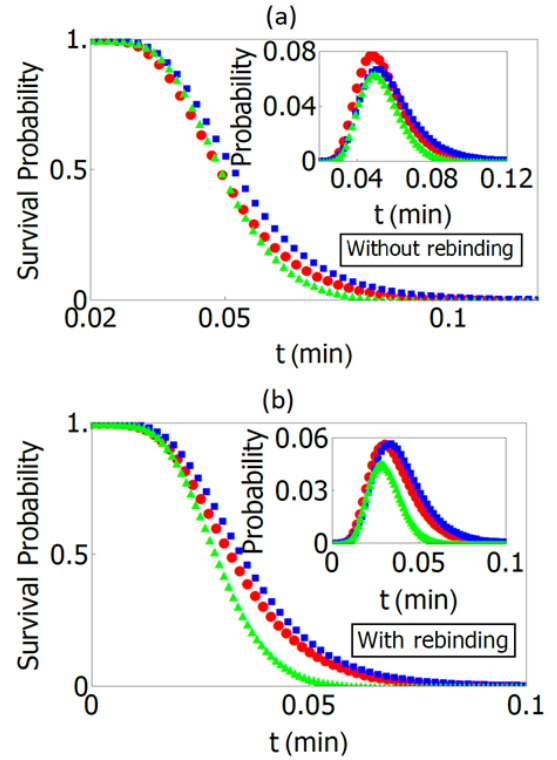 (a)
1.
0.5
0
0.02
0.05
0.1
Survival Probability
t (min)
0.08
0.04
0
0.04
0.08
0.12
Probability
t (min)
Without rebinding
(b)
1.
0.5
0
0
0.05
0.1
Survival Probability
t (min)
0.06
0.03
0
0
0.05
0.1
Probability
t (min)
With rebinding